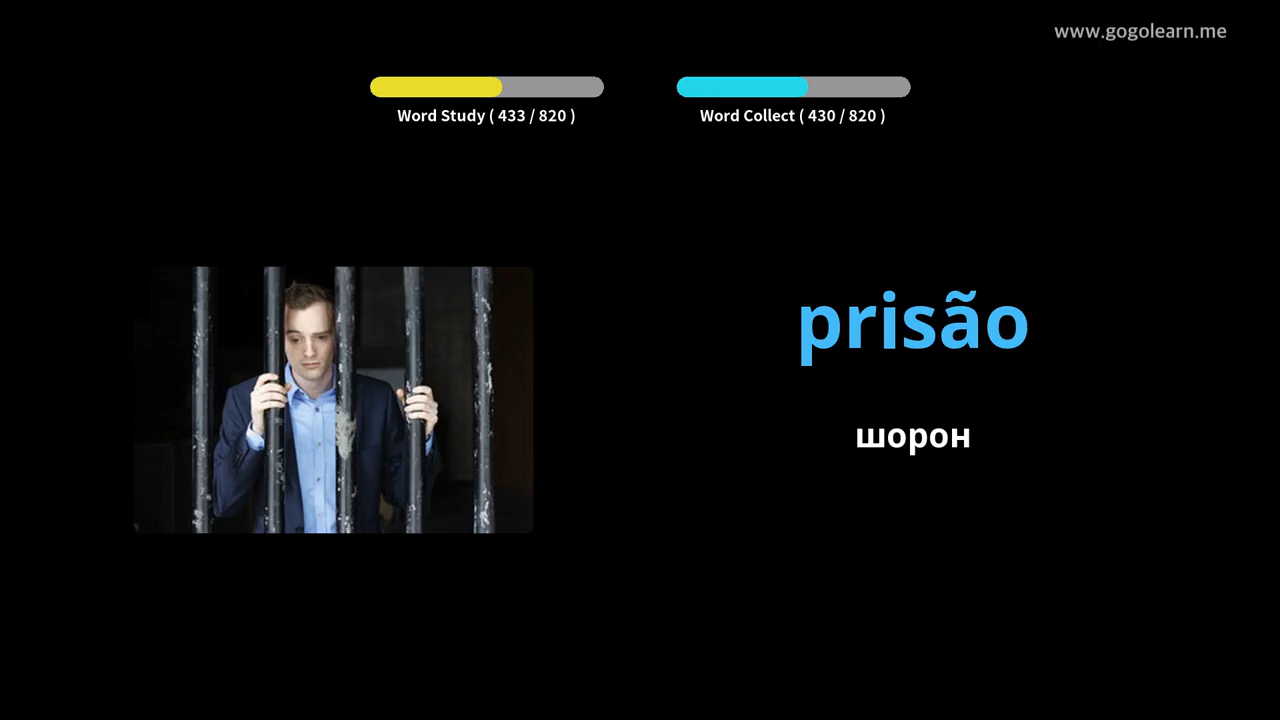 www.gogolearn.me
Word Study ( 433 / 820 )
Word Collect ( 430 / 820 )
prisão
шорон